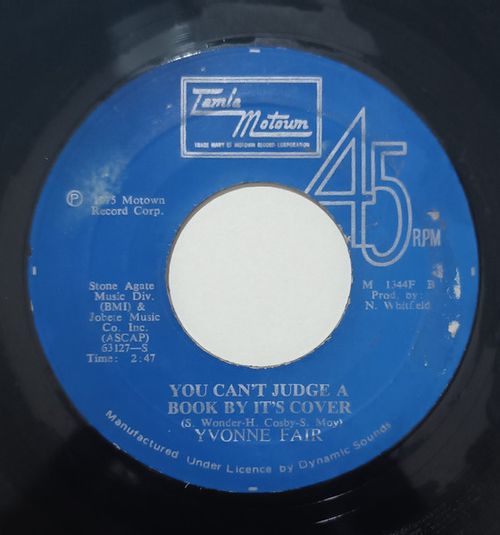 Tamla
Motown
TRADE MARK OF MOTOWN RECORD CORPORATION
45
RPM
Ⓟ 1975 Motown
Record Corp.
Stone Agate
Music Div.
(BMI) &
Jobete Music
Co. Inc.
(ASCAP)
63127-S
Time: 2:47
M 1344F B
Prod. by:
N. Whitfield
YOU CAN'T JUDGE A
BOOK BY IT'S COVER
(S. Wonder-H. Cosby-S. Moy)
YVONNE FAIR
Manufactured Under Licence by Dynamic Sounds